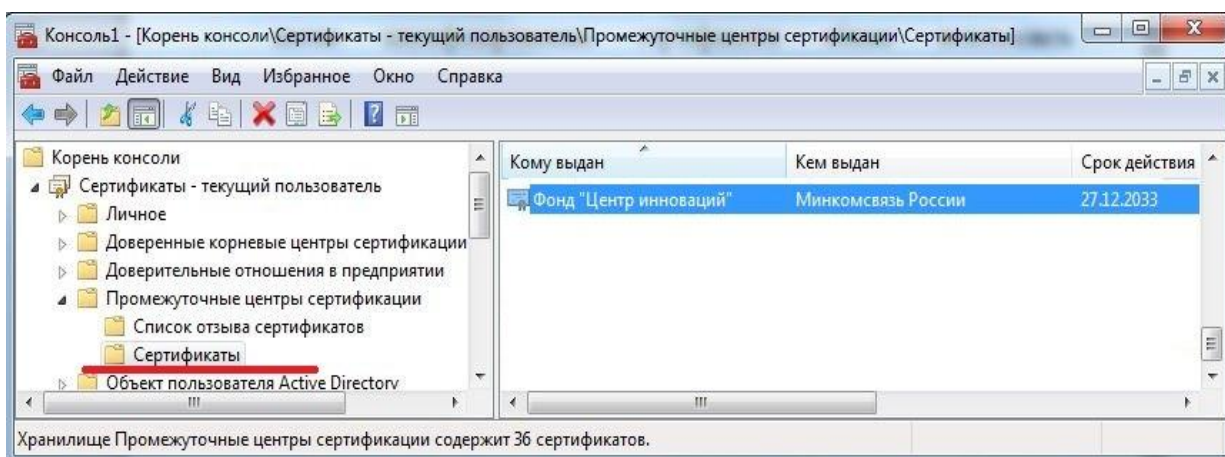 Консоль1 - [Корень консоли\Сертификаты - текущий пользователь\Промежуточные центры сертификации\Сертификаты]
Файл Действие Вид Избранное Окно Справка
Корень консоли
Сертификаты - текущий пользователь
Личное
Доверенные корневые центры сертификации
Доверительные отношения в предприятии
Промежуточные центры сертификации
Список отзыва сертификатов
Сертификаты
Объект пользователя Active Directory
Кому выдан Кем выдан Срок действия
Фонд "Центр инноваций" Минкомсвязь России 27.12.2033
Хранилище Промежуточные центры сертификации содержит 36 сертификатов.